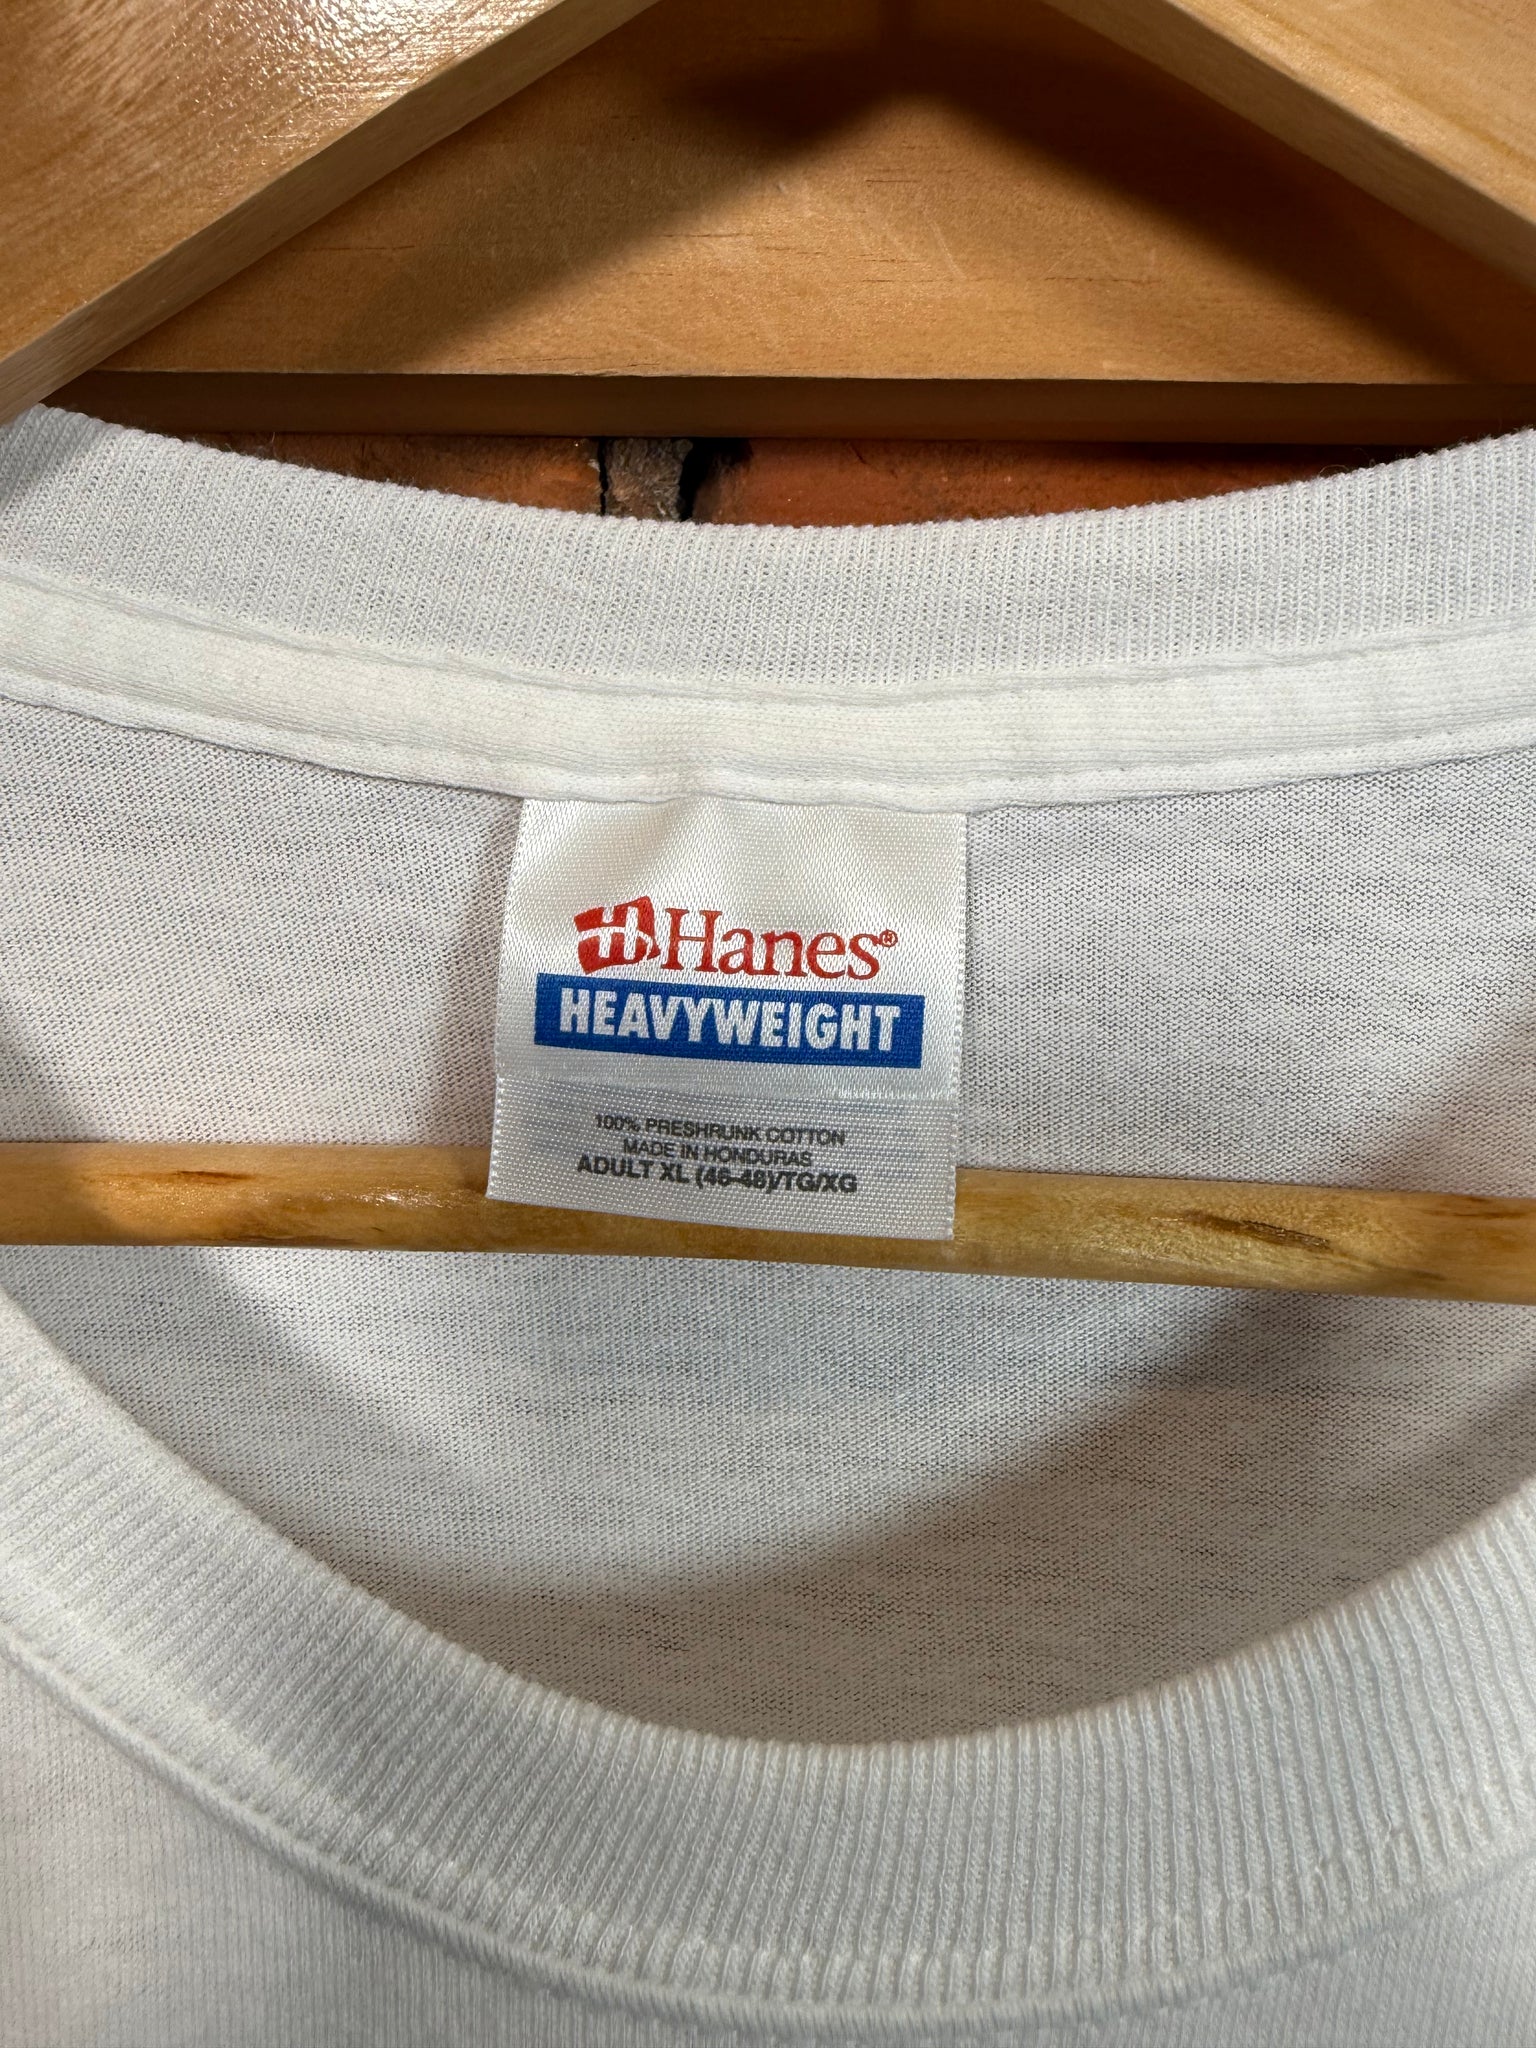 Hanes®
HEAVYWEIGHT
100% PRESHRUNK COTTON
MADE IN HONDURAS
ADULT XL (46-48)/TG/XG